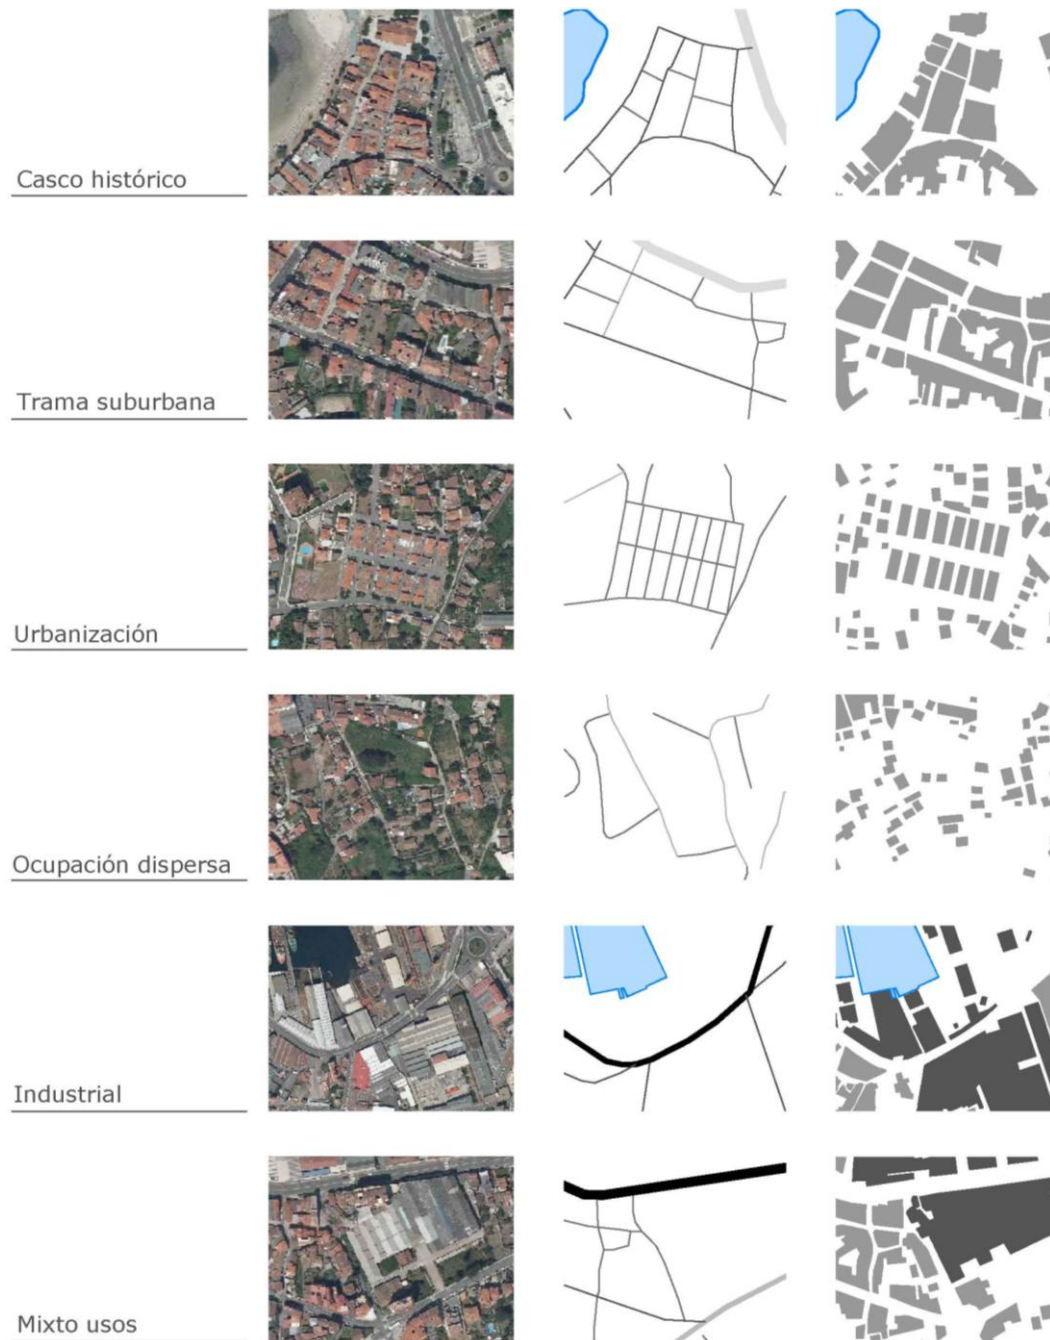 Casco histórico
Trama suburbana
Urbanización
Ocupación dispersa
Industrial
Mixto usos